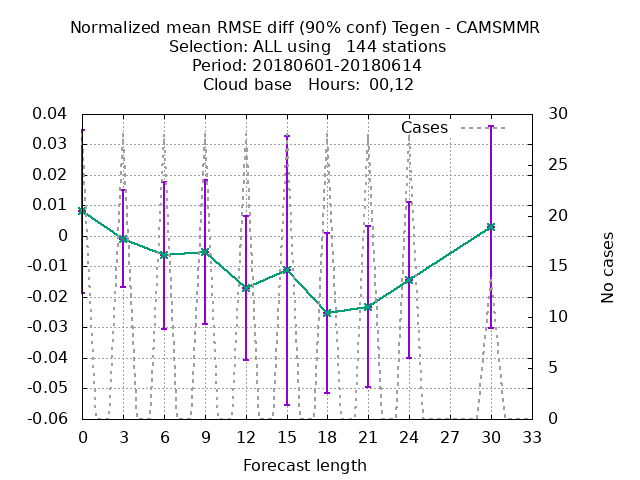 Normalized mean RMSE diff (90% conf) Tegen - CAMSMMR
Selection: ALL using 144 stations
Period: 20180601-20180614
Cloud base Hours: 00,12
Cases
0.04
0.03
0.02
0.01
0
-0.01
-0.02
-0.03
-0.04
-0.05
-0.06
30
25
20
15
10
5
0
No cases
0 3 6 9 12 15 18 21 24 27 30 33
Forecast length